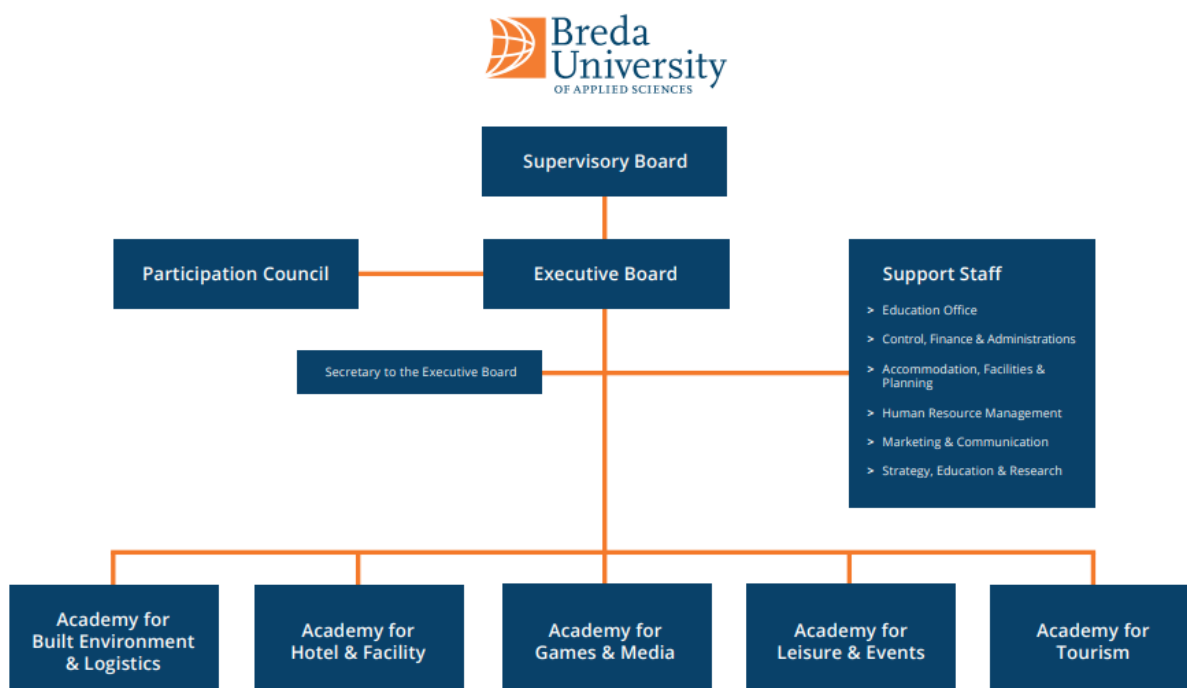 Breda
University
OF APPLIED SCIENCES
Supervisory Board
Participation Council
Executive Board
Secretary to the Executive Board
Support Staff
> Education Office
> Control, Finance & Administrations
> Accommodation, Facilities &
Planning
> Human Resource Management
> Marketing & Communication
> Strategy, Education & Research
Academy for
Built Environment
& Logistics
Academy for
Hotel & Facility
Academy for
Games & Media
Academy for
Leisure & Events
Academy for
Tourism